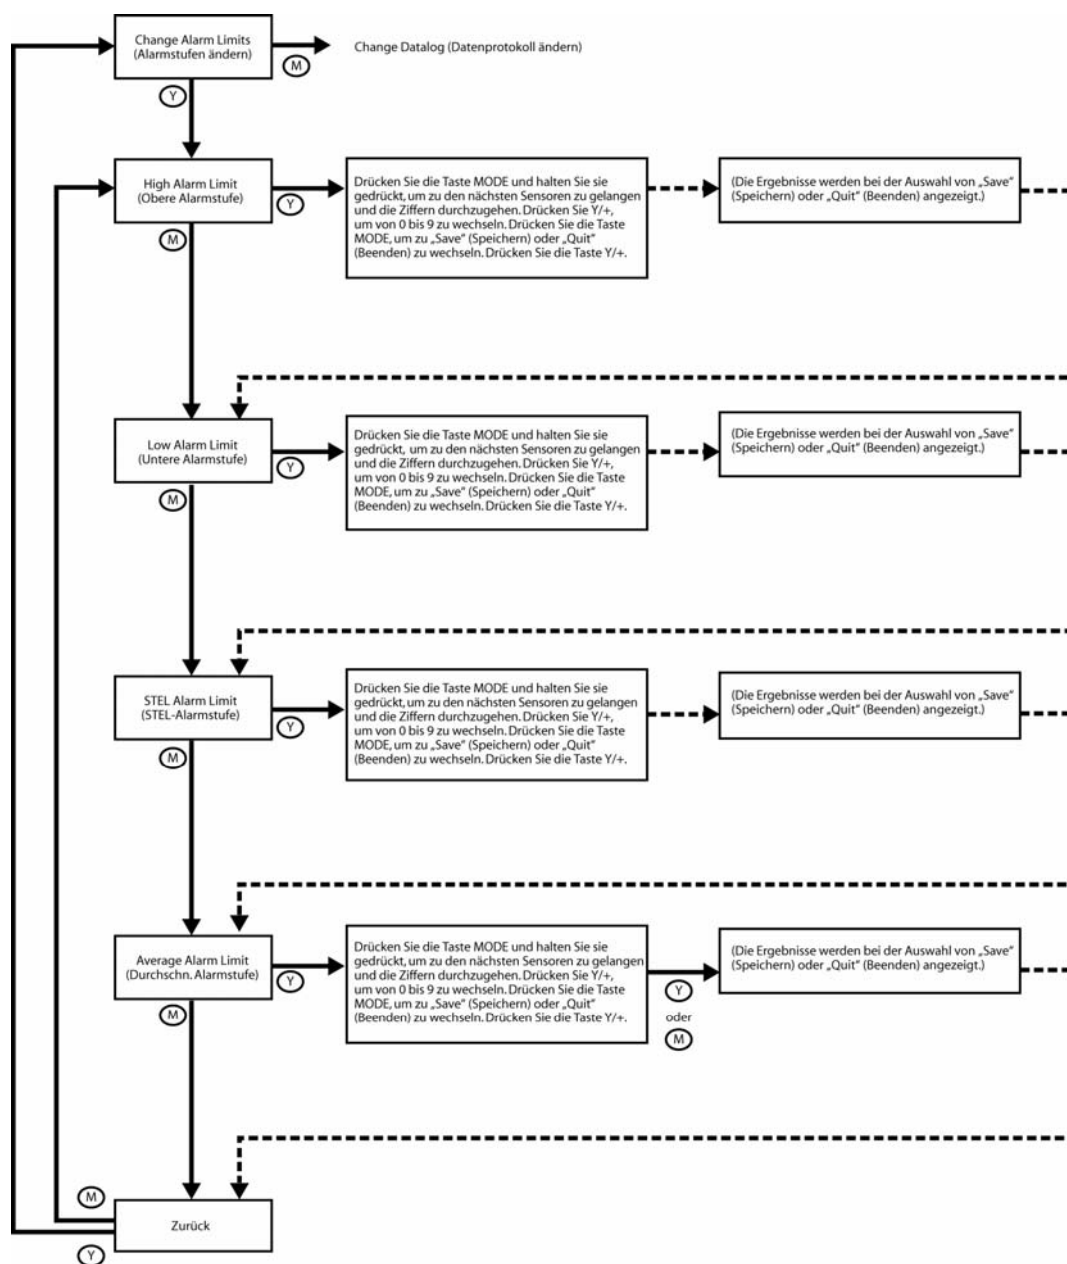 Change Alarm Limits
(Alarmstufen ändern)
M
Change Datalog (Datenprotokoll ändern)
Y
High Alarm Limit
(Obere Alarmstufe)
Y
M
Drücken Sie die Taste MODE und halten Sie sie
gedrückt, um zu den nächsten Sensoren zu gelangen
und die Ziffern durchzugehen. Drücken Sie Y/+,
um von 0 bis 9 zu wechseln. Drücken Sie die Taste
MODE, um zu „Save“ (Speichern) oder „Quit“
(Beenden) zu wechseln. Drücken Sie die Taste Y/+.
(Die Ergebnisse werden bei der Auswahl von „Save“
(Speichern) oder „Quit“ (Beenden) angezeigt.)
Low Alarm Limit
(Untere Alarmstufe)
Y
M
Drücken Sie die Taste MODE und halten Sie sie
gedrückt, um zu den nächsten Sensoren zu gelangen
und die Ziffern durchzugehen. Drücken Sie Y/+,
um von 0 bis 9 zu wechseln. Drücken Sie die Taste
MODE, um zu „Save“ (Speichern) oder „Quit“
(Beenden) zu wechseln. Drücken Sie die Taste Y/+.
(Die Ergebnisse werden bei der Auswahl von „Save“
(Speichern) oder „Quit“ (Beenden) angezeigt.)
STEL Alarm Limit
(STEL-Alarmstufe)
Y
M
Drücken Sie die Taste MODE und halten Sie sie
gedrückt, um zu den nächsten Sensoren zu gelangen
und die Ziffern durchzugehen. Drücken Sie Y/+,
um von 0 bis 9 zu wechseln. Drücken Sie die Taste
MODE, um zu „Save“ (Speichern) oder „Quit“
(Beenden) zu wechseln. Drücken Sie die Taste Y/+.
(Die Ergebnisse werden bei der Auswahl von „Save“
(Speichern) oder „Quit“ (Beenden) angezeigt.)
Average Alarm Limit
(Durchschn. Alarmstufe)
Y
M
Drücken Sie die Taste MODE und halten Sie sie
gedrückt, um zu den nächsten Sensoren zu gelangen
und die Ziffern durchzugehen. Drücken Sie Y/+,
um von 0 bis 9 zu wechseln. Drücken Sie die Taste
MODE, um zu „Save“ (Speichern) oder „Quit“
(Beenden) zu wechseln. Drücken Sie die Taste Y/+.
Y
oder
M
(Die Ergebnisse werden bei der Auswahl von „Save“
(Speichern) oder „Quit“ (Beenden) angezeigt.)
M
Zurück
Y